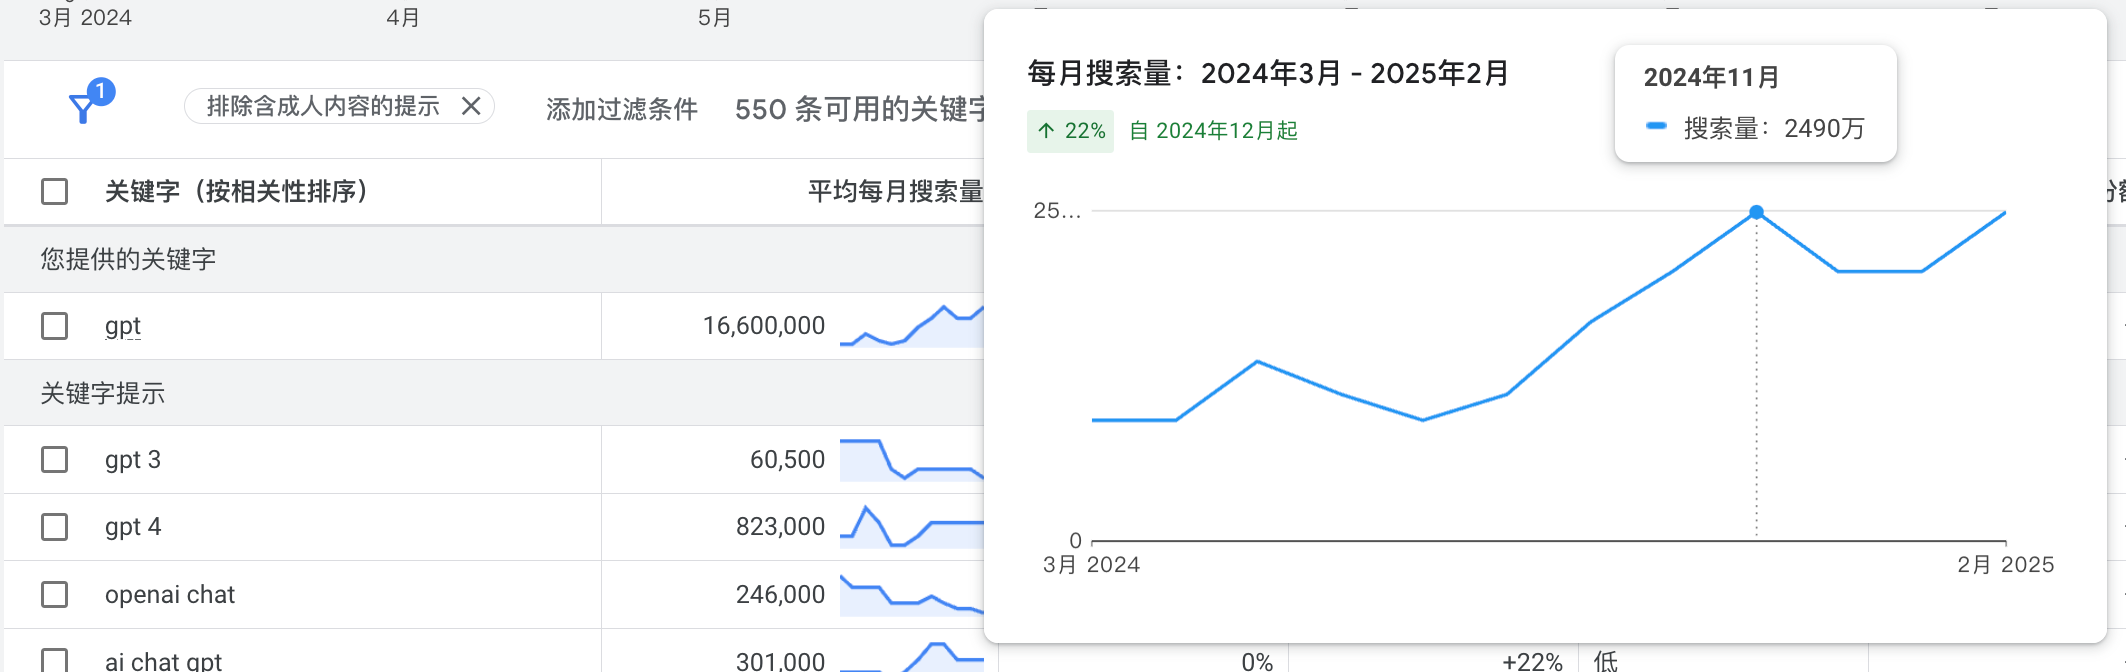 3月 2024
4月
5月
1
排除含成人内容的提示
添加过滤条件
550 条可用的关键字
关键字（按相关性排序）
平均每月搜索量
您提供的关键字
gpt
16,600,000
关键字提示
gpt 3
60,500
gpt 4
823,000
openai chat
246,000
ai chat gpt
301,000
0%
+22%
低
每月搜索量：2024年3月 - 2025年2月
22%
自 2024年12月起
2024年11月
搜索量：2490万
25...
0
3月 2024
2月 2025